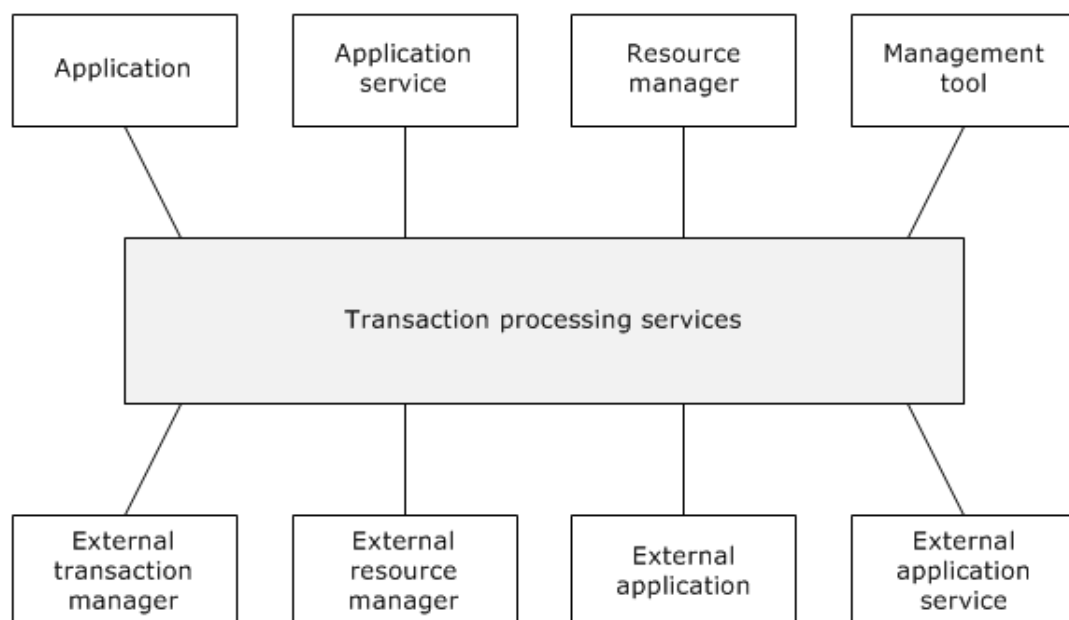 Application
Application
service
Resource
manager
Management
tool
Transaction processing services
External
transaction
manager
External
resource
manager
External
application
External
application
service